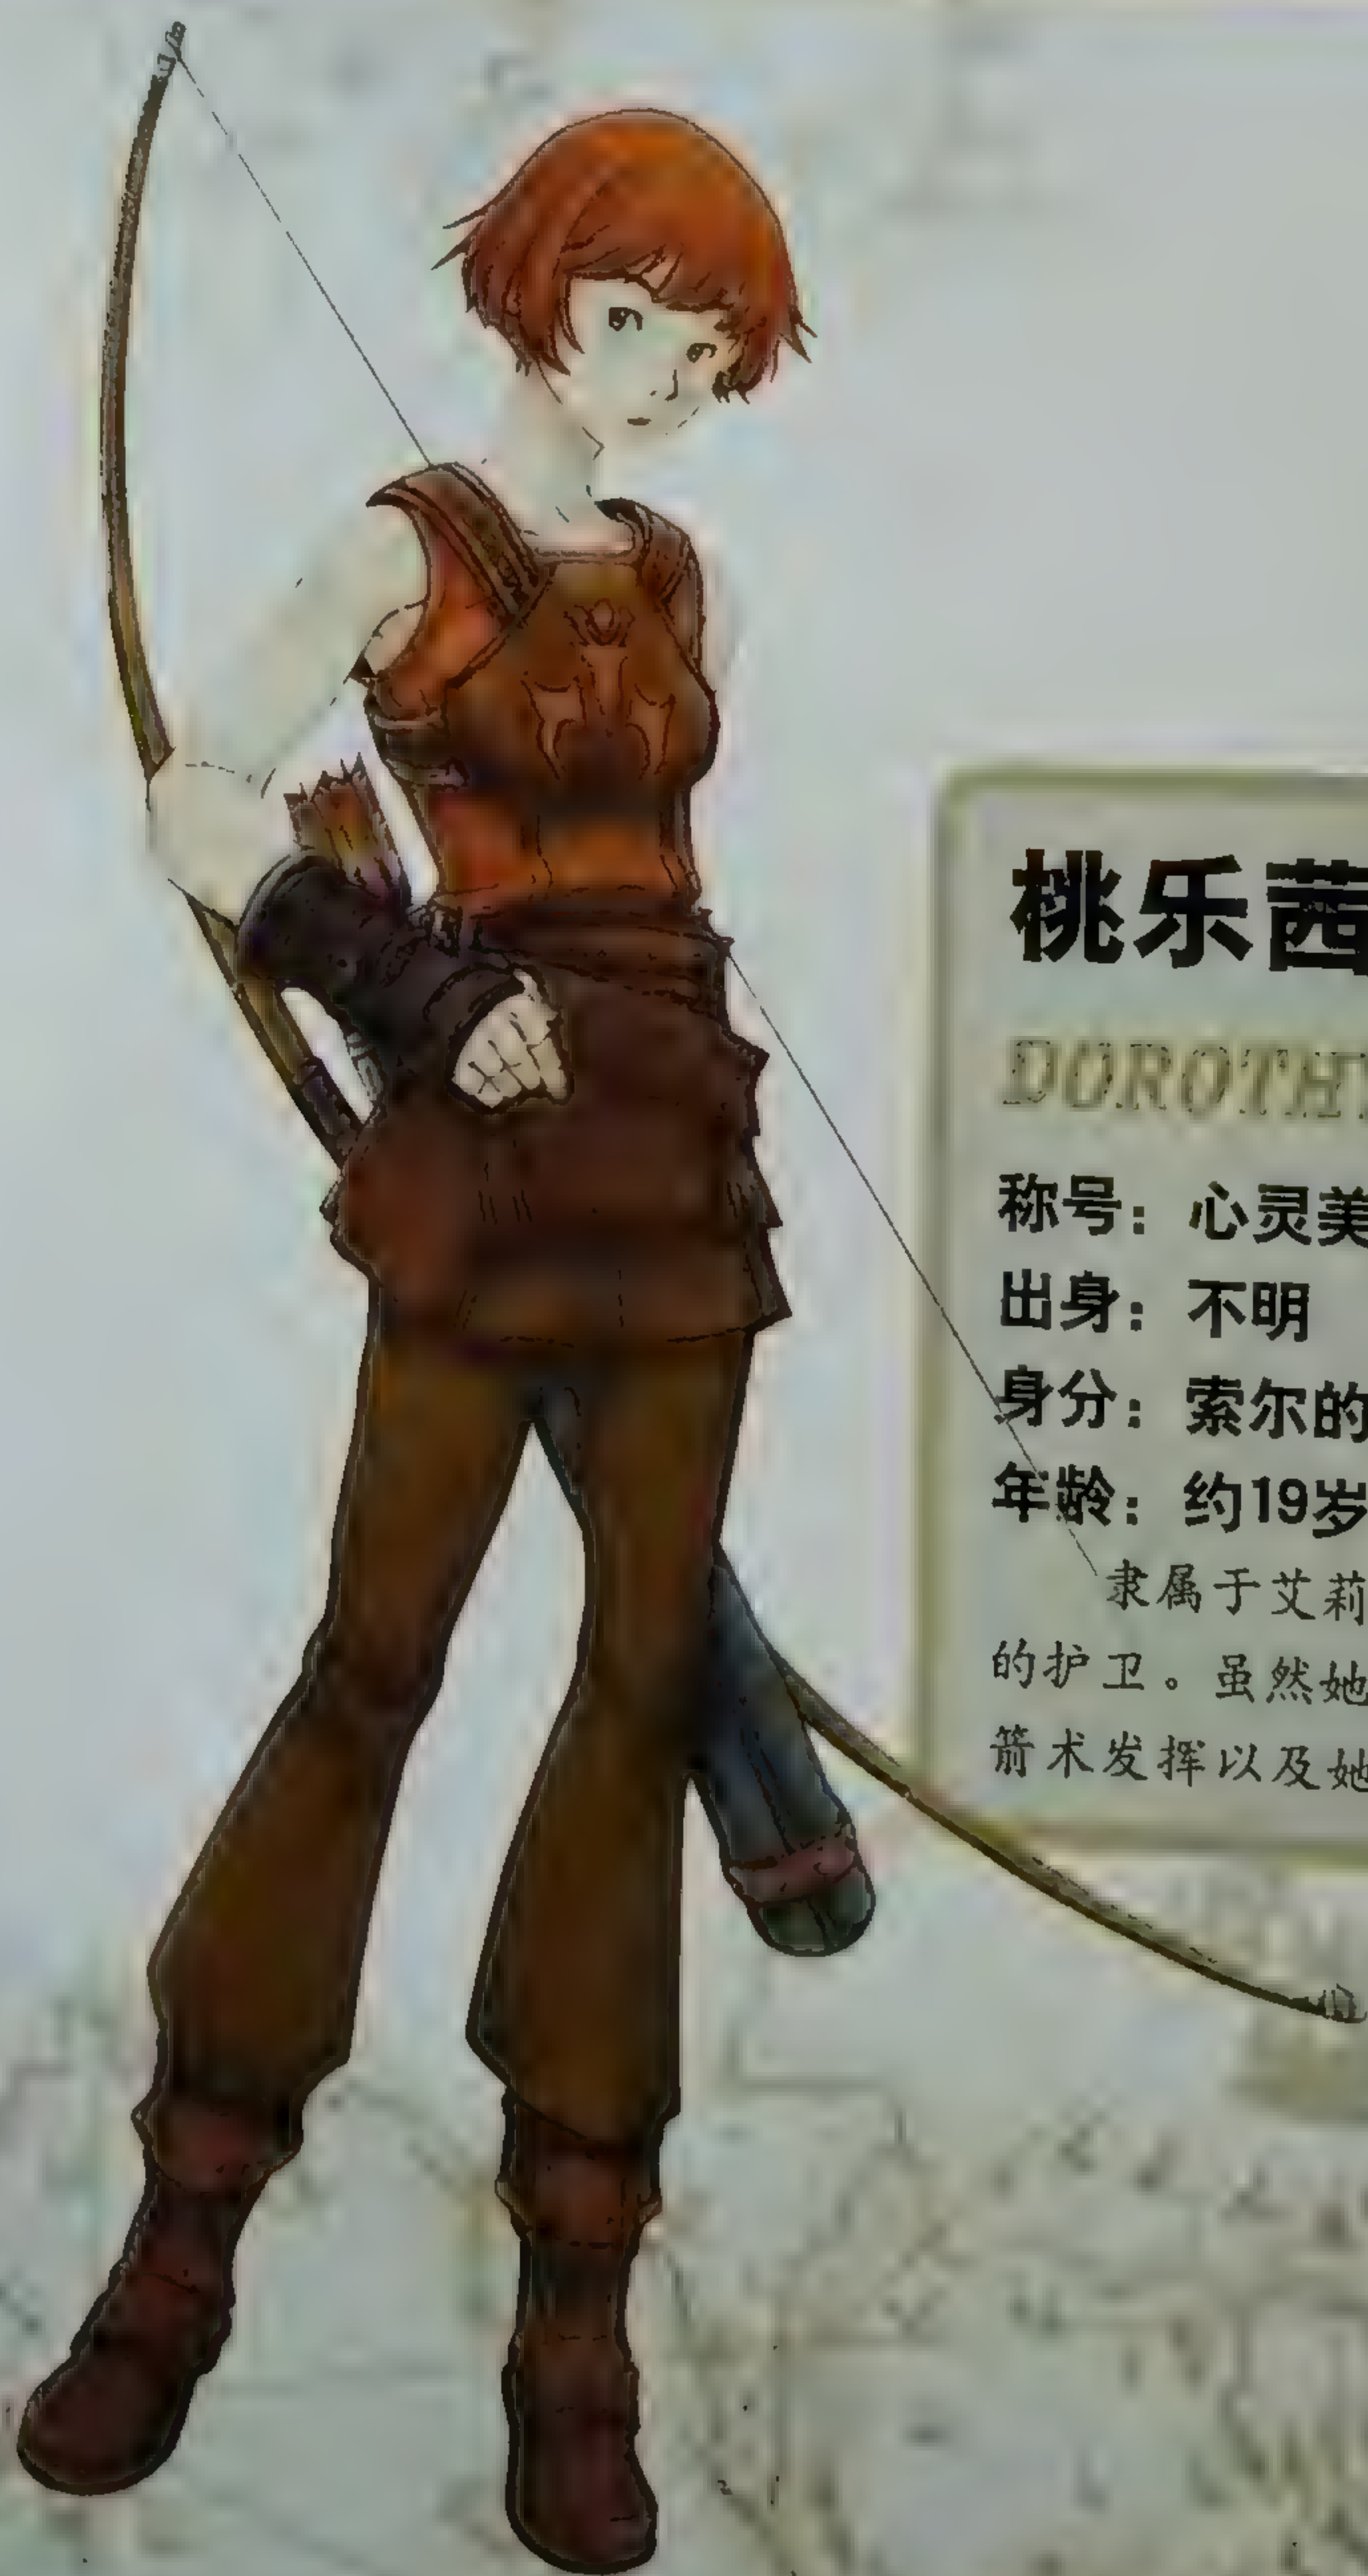 桃乐茜
DOROTHY
称号：心灵美
出身：不明
身分：索尔的
年龄：约19岁
隶属于艾莉
的护卫。虽然她
箭术发挥以及她